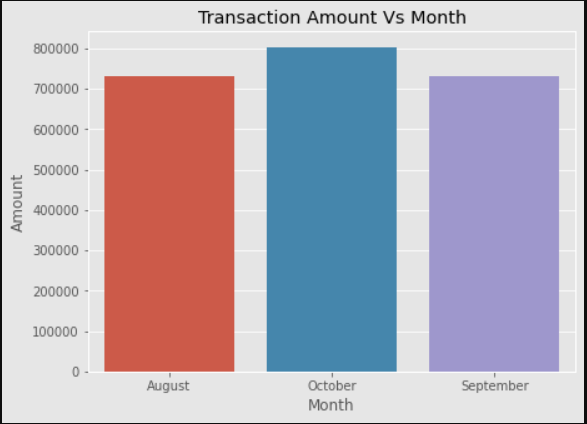 Transaction Amount Vs Month
800000
700000
600000
500000
400000
300000
200000
100000
0
Amount
August October September
Month